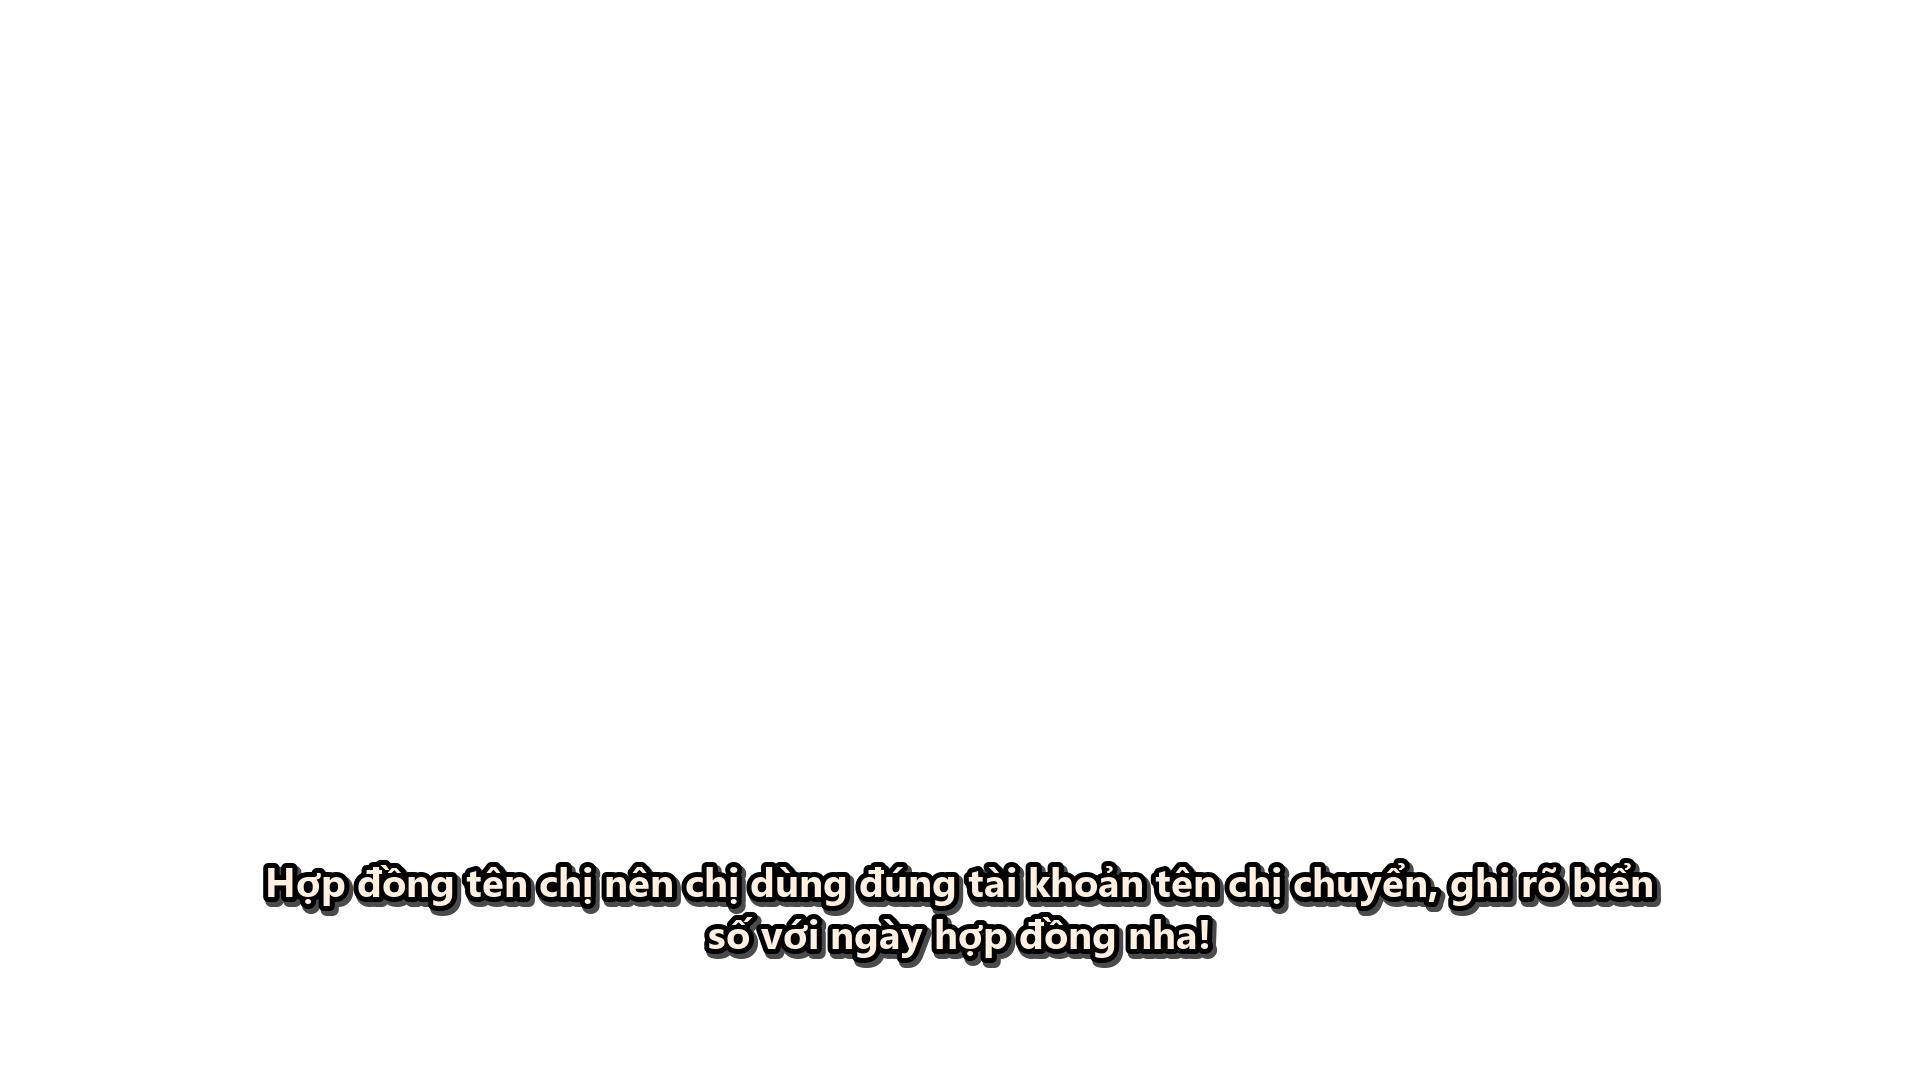 Hợp đồng tên chị nên chị dùng đúng tài khoản tên chị chuyển, ghi rõ biển
số với ngày hợp đồng nha!